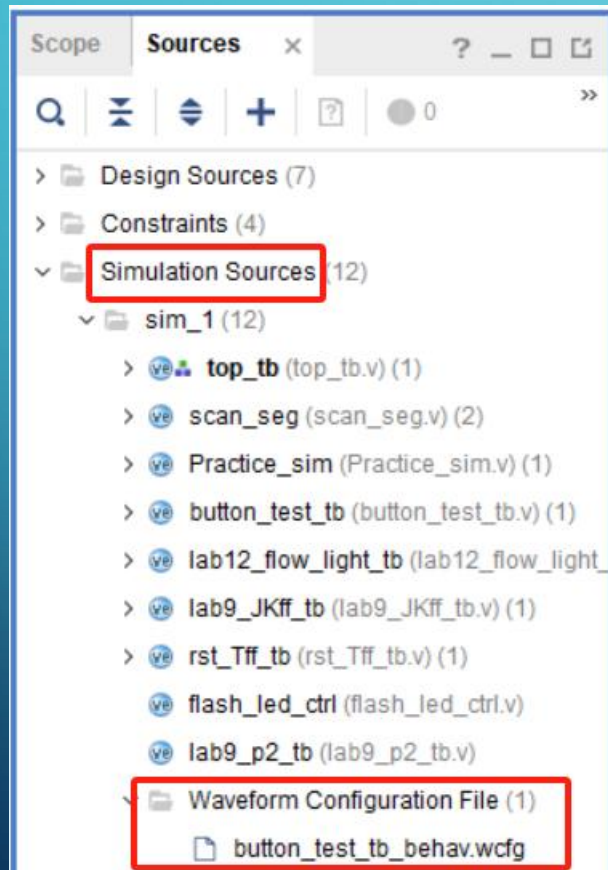 Scope Sources × ? _
0 »
> Design Sources (7)
> Constraints (4)
Simulation Sources (12)
sim_1 (12)
> top_tb (top_tb.v) (1)
> scan_seg (scan_seg.v) (2)
> Practice_sim (Practice_sim.v) (1)
> button_test_tb (button_test_tb.v) (1)
> lab12_flow_light_tb (lab12_flow_light_
> lab9_JKff_tb (lab9_JKff_tb.v) (1)
> rst_Tff_tb (rst_Tff_tb.v) (1)
flash_led_ctrl (flash_led_ctrl.v)
lab9_p2_tb (lab9_p2_tb.v)
Waveform Configuration File (1)
button_test_tb_behav.wcfg